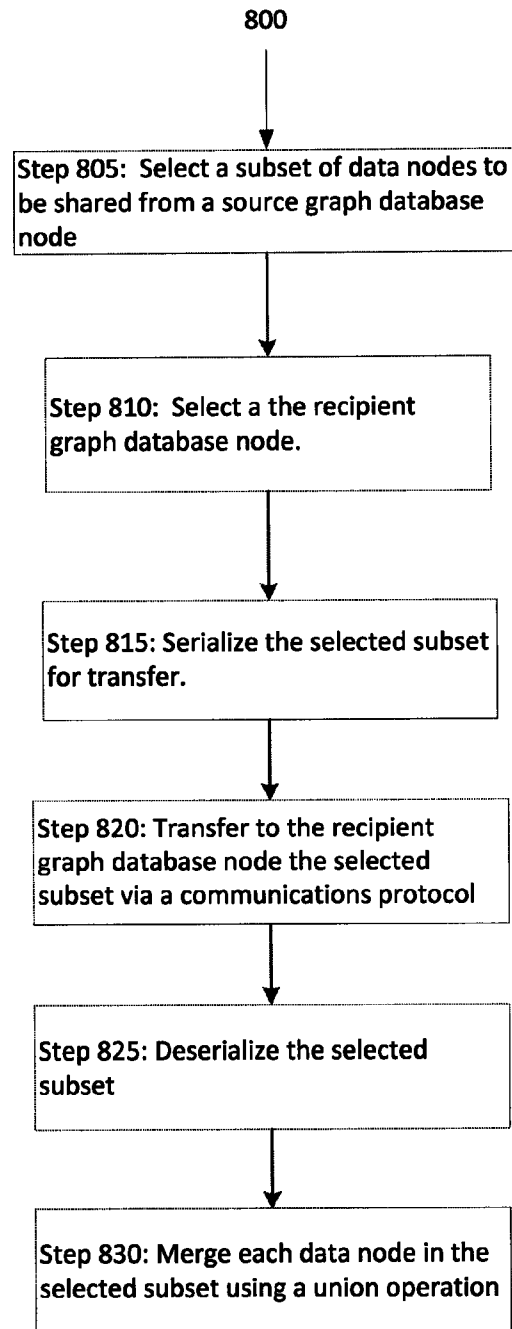 800
Step 805: Select a subset of data nodes to
be shared from a source graph database
node
Step 810: Select a the recipient
graph database node.
Step 815: Serialize the selected subset
for transfer.
Step 820: Transfer to the recipient
graph database node the selected
subset via a communications protocol
Step 825: Deserialize the selected
subset
Step 830: Merge each data node in the
selected subset using a union operation